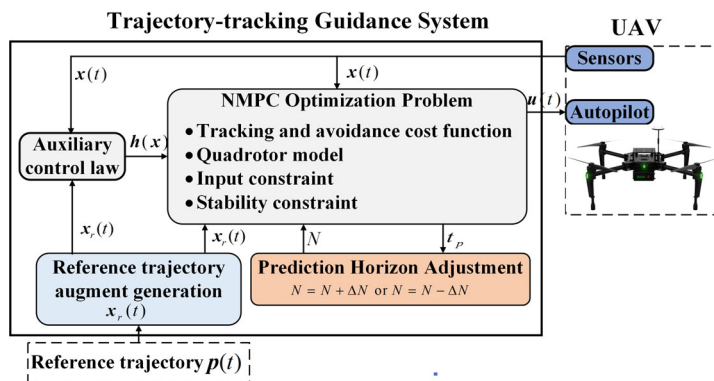 Trajectory-tracking Guidance System
UAV
Sensors
x(t)
x(t)
NMPC Optimization Problem
u(t)
Autopilot
• Tracking and avoidance cost function
• Quadrotor model
• Input constraint
• Stability constraint
Auxiliary
control law
h(x)
x_r(t)
x_r(t)
N
t_p
Reference trajectory
augment generation
x_r(t)
Prediction Horizon Adjustment
N = N + ΔN or N = N − ΔN
Reference trajectory p(t)